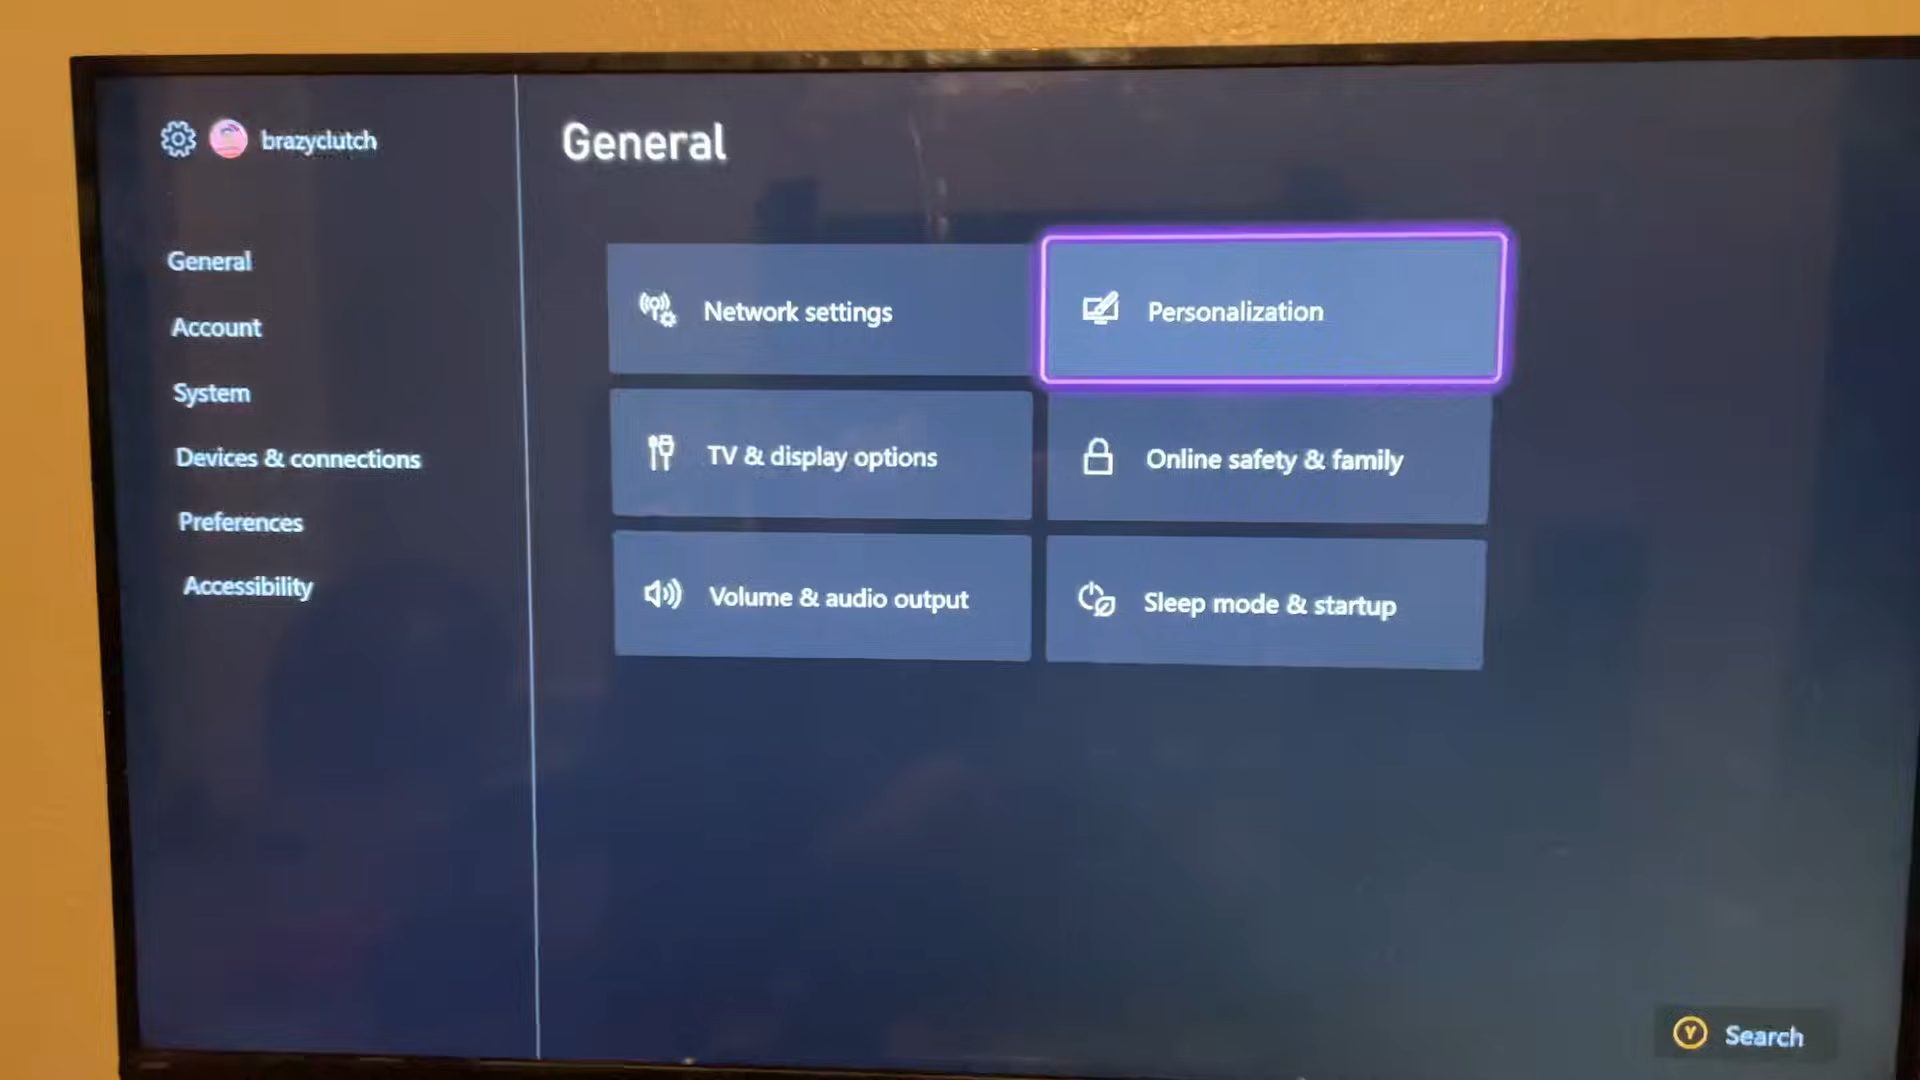 brazyclutch
General
General
Account
System
Devices & connections
Preferences
Accessibility
Network settings
Personalization
TV & display options
Online safety & family
Volume & audio output
Sleep mode & startup
Y Search